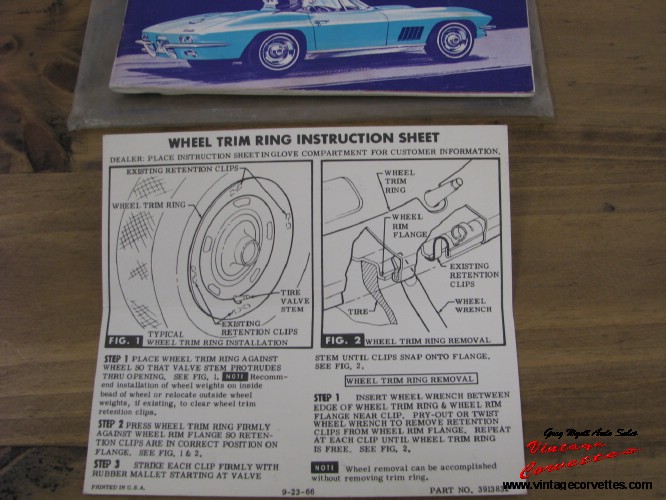 WHEEL TRIM RING INSTRUCTION SHEET
DEALER: PLACE INSTRUCTION SHEET IN GLOVE COMPARTMENT FOR CUSTOMER INFORMATION.
EXISTING RETENTION CLIPS
WHEEL TRIM RING
TIRE
VALVE
STEM
EXISTING
RETENTION CLIPS
FIG. 1
TYPICAL
WHEEL TRIM RING INSTALLATION
WHEEL
TRIM
RING
WHEEL
RIM
FLANGE
EXISTING
RETENTION
CLIPS
TIRE
WHEEL
WRENCH
FIG. 2 WHEEL TRIM RING REMOVAL
STEP 1 PLACE WHEEL TRIM RING AGAINST
WHEEL SO THAT VALVE STEM PROTRUDES
THRU OPENING. SEE FIG. 1. NOTE Recomm-
end installation of wheel weights on inside
bead of wheel or relocate outside wheel
weights, if existing, to clear wheel trim
retention clips.
STEP 2 PRESS WHEEL TRIM RING FIRMLY
AGAINST WHEEL RIM FLANGE SO RETEN-
TION CLIPS ARE IN CORRECT POSITION ON
FLANGE. SEE FIG. 1 & 2.
STEP 3 STRIKE EACH CLIP FIRMLY WITH
RUBBER MALLET STARTING AT VALVE
STEM UNTIL CLIPS SNAP ONTO FLANGE.
SEE FIG. 2.
WHEEL TRIM RING REMOVAL
STEP 1 INSERT WHEEL WRENCH BETWEEN
EDGE OF WHEEL TRIM RING & WHEEL RIM
FLANGE NEAR CLIP. PRY-OUT OR TWIST
WHEEL WRENCH TO REMOVE RETENTION
CLIPS FROM WHEEL RIM FLANGE. REPEAT
AT EACH CLIP UNTIL WHEEL TRIM RING
IS FREE. SEE FIG. 2.
NOTE Wheel removal can be accomplished
without removing trim ring.
PRINTED IN U.S.A.
9-23-66
PART NO. 3913835
Greg Wyatt Auto Sales
Vintage
Corvettes
www.vintagecorvettes.com